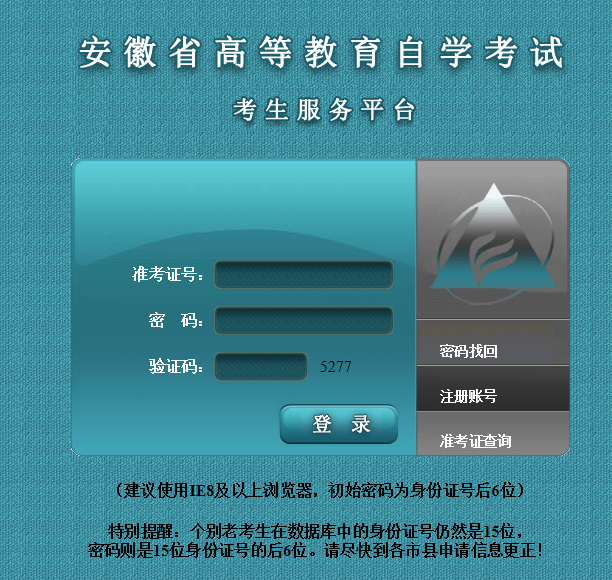 安徽省高等教育自学考试
考生服务平台
准考证号：
密 码：
验证码： 5277
登 录
密码找回
注册账号
准考证查询
（建议使用IE8及以上浏览器，初始密码为身份证号后6位）
特别提醒：个别老考生在数据库中的身份证号仍然是15位，
密码则是15位身份证号的后6位。请尽快到各市县申请信息更正！